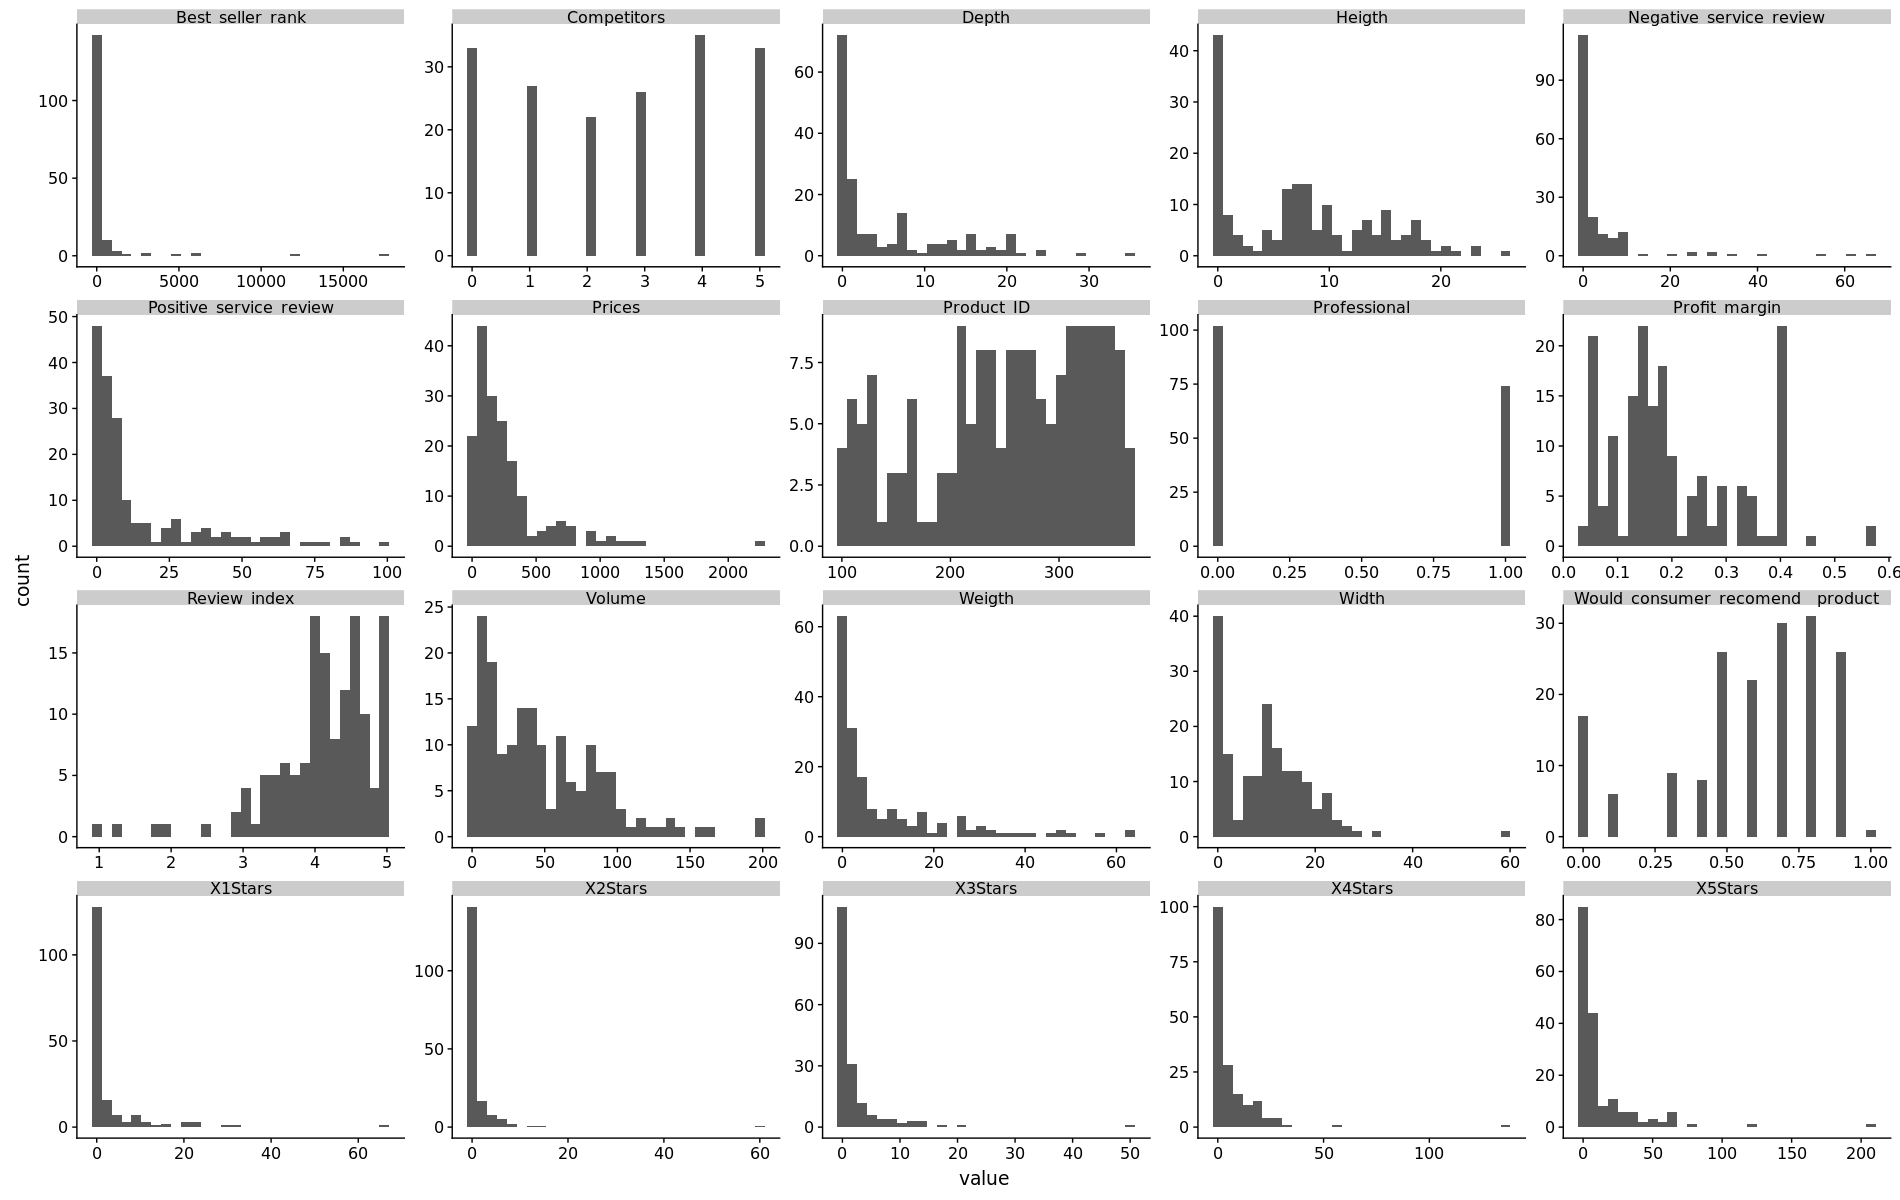 Best seller rank Competitors Depth Heigth Negative service review
100 50 0
30 20 10 0
60 40 20 0
40 30 20 10 0
90 60 30 0
0 5000 10000 15000
0 1 2 3 4 5
0 10 20 30
0 10 20
0 20 40 60
Positive service review Prices Product ID Professional Profit margin
50 40 30 20 10 0
40 30 20 10 0
7.5 5.0 2.5 0.0
100 75 50 25 0
20 15 10 5 0
0 25 50 75 100
0 500 1000 1500 2000
100 200 300
0.00 0.25 0.50 0.75 1.00
0.0 0.1 0.2 0.3 0.4 0.5 0.6
count
Review index Volume Weigth Width Would consumer recomend product
15 10 5 0
25 20 15 10 5 0
60 40 20 0
40 30 20 10 0
30 20 10 0
1 2 3 4 5
0 50 100 150 200
0 20 40 60
0 20 40 60
0.00 0.25 0.50 0.75 1.00
X1Stars X2Stars X3Stars X4Stars X5Stars
100 50 0
100 50 0
90 60 30 0
100 75 50 25 0
80 60 40 20 0
0 20 40 60
0 20 40 60
0 10 20 30 40 50
0 50 100
0 50 100 150 200
value